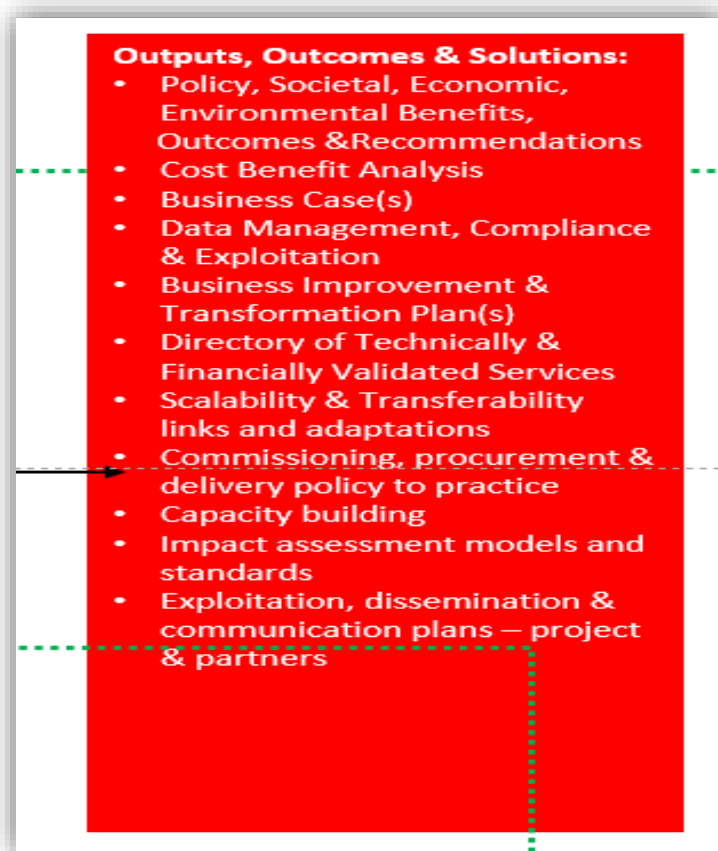 Outputs, Outcomes & Solutions:
• Policy, Societal, Economic,
Environmental Benefits,
Outcomes &Recommendations
• Cost Benefit Analysis
• Business Case(s)
• Data Management, Compliance
& Exploitation
• Business Improvement &
Transformation Plan(s)
• Directory of Technically &
Financially Validated Services
• Scalability & Transferability
links and adaptations
• Commissioning, procurement &
delivery policy to practice
• Capacity building
• Impact assessment models and
standards
• Exploitation, dissemination &
communication plans – project
& partners